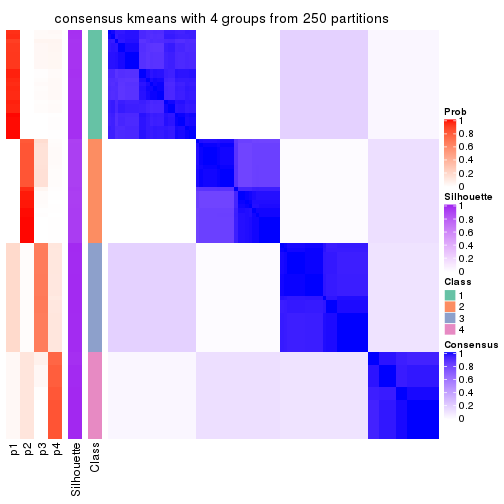 consensus kmeans with 4 groups from 250 partitions
Prob
1
0.8
0.6
0.4
0.2
0
Silhouette
1
0.8
0.6
0.4
0.2
0
Class
1
2
3
4
Consensus
1
0.8
0.6
0.4
0.2
0
p1
p2
p3
p4
Silhouette
Class